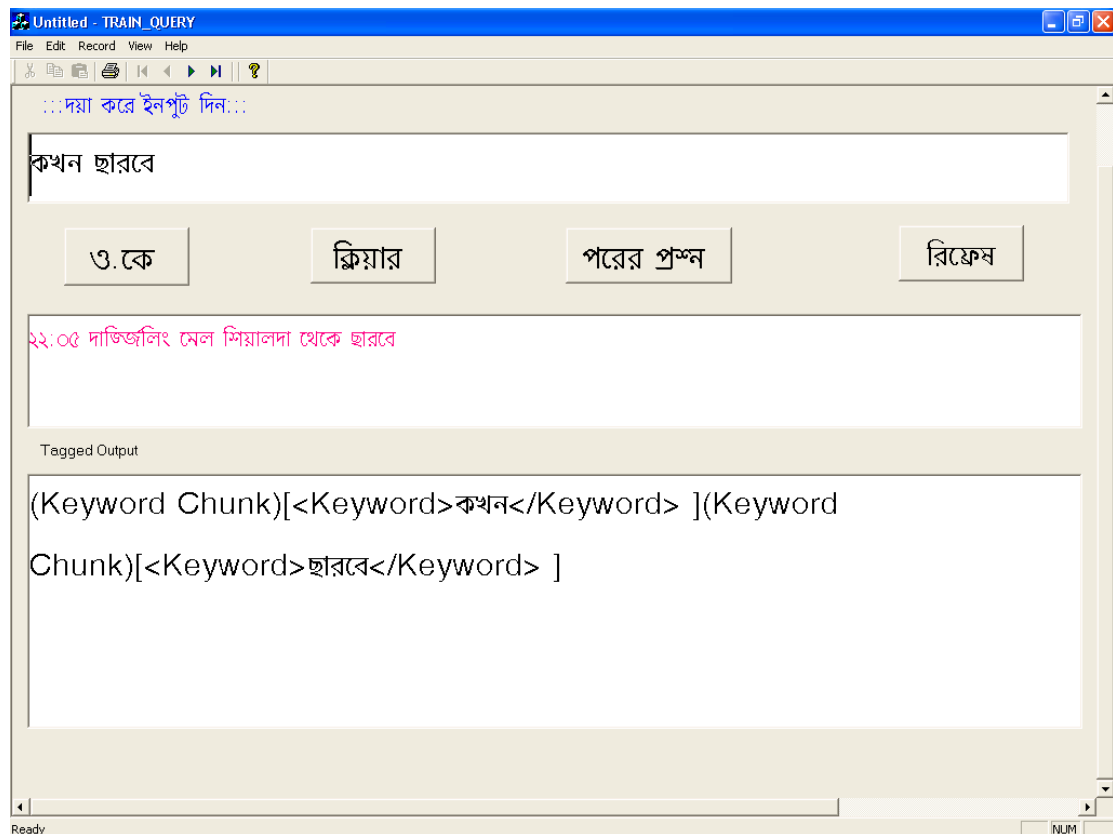 Untitled - TRAIN_QUERY
File Edit Record View Help
:::দয়া করে ইনপুট দিন:::
কখন ছারবে
ও.কে ক্লিয়ার পরের প্রশ্ন রিফ্রেষ
২২:০৫ দার্জিলিং মেল শিয়ালদা থেকে ছারবে
Tagged Output
(Keyword Chunk)[<Keyword>কখন</Keyword> ](Keyword
Chunk)[<Keyword>ছারবে</Keyword> ]
Ready NUM